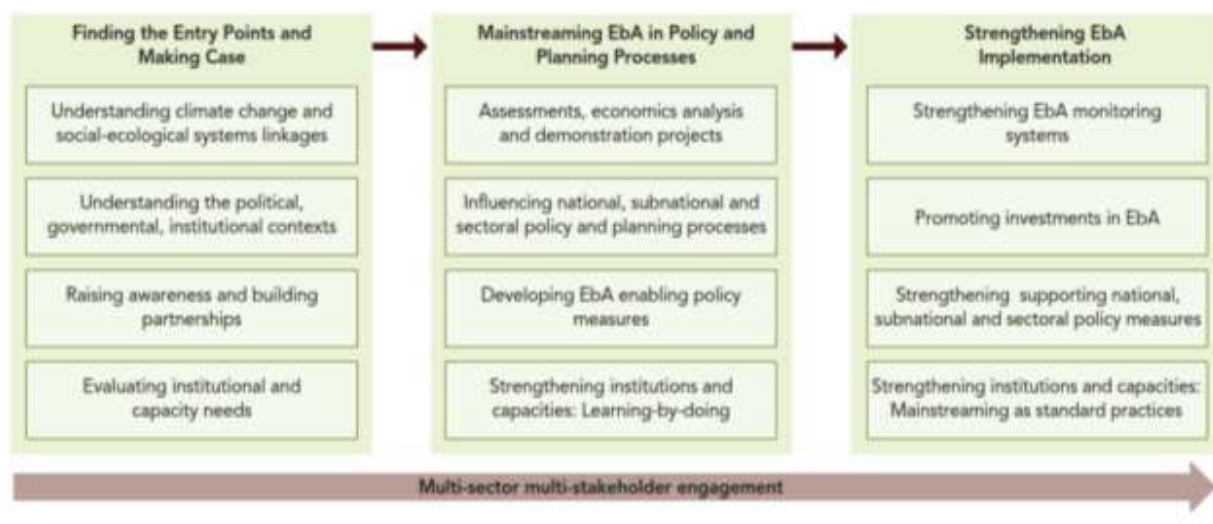 Finding the Entry Points and
Making Case
Understanding climate change and
social-ecological systems linkages
Understanding the political,
governmental, institutional contexts
Raising awareness and building
partnerships
Evaluating institutional and
capacity needs
Mainstreaming EbA in Policy and
Planning Processes
Assessments, economics analysis
and demonstration projects
Influencing national, subnational and
sectoral policy and planning processes
Developing EbA enabling policy
measures
Strengthening institutions and
capacities: Learning-by-doing
Strengthening EbA
Implementation
Strengthening EbA monitoring
systems
Promoting investments in EbA
Strengthening supporting national,
subnational and sectoral policy measures
Strengthening institutions and capacities:
Mainstreaming as standard practices
Multi-sector multi-stakeholder engagement